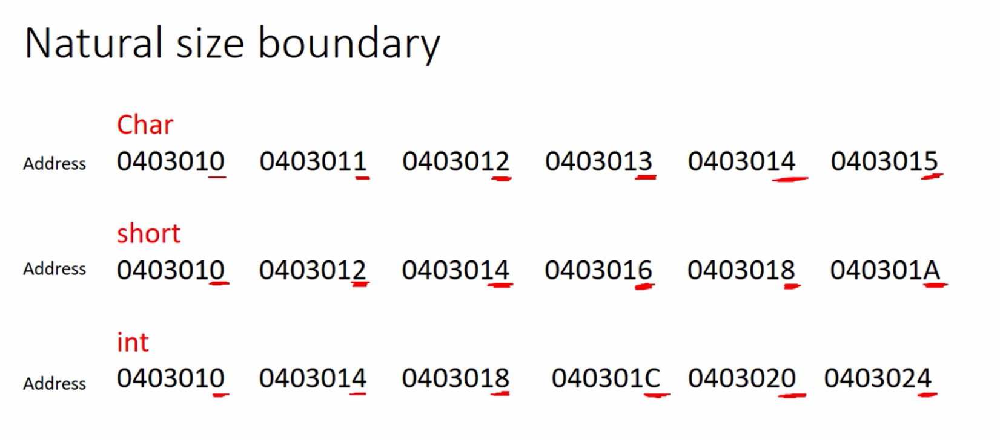 Natural size boundary
Char
Address 0403010 0403011 0403012 0403013 0403014 0403015
short
Address 0403010 0403012 0403014 0403016 0403018 040301A
int
Address 0403010 0403014 0403018 040301C 0403020 0403024